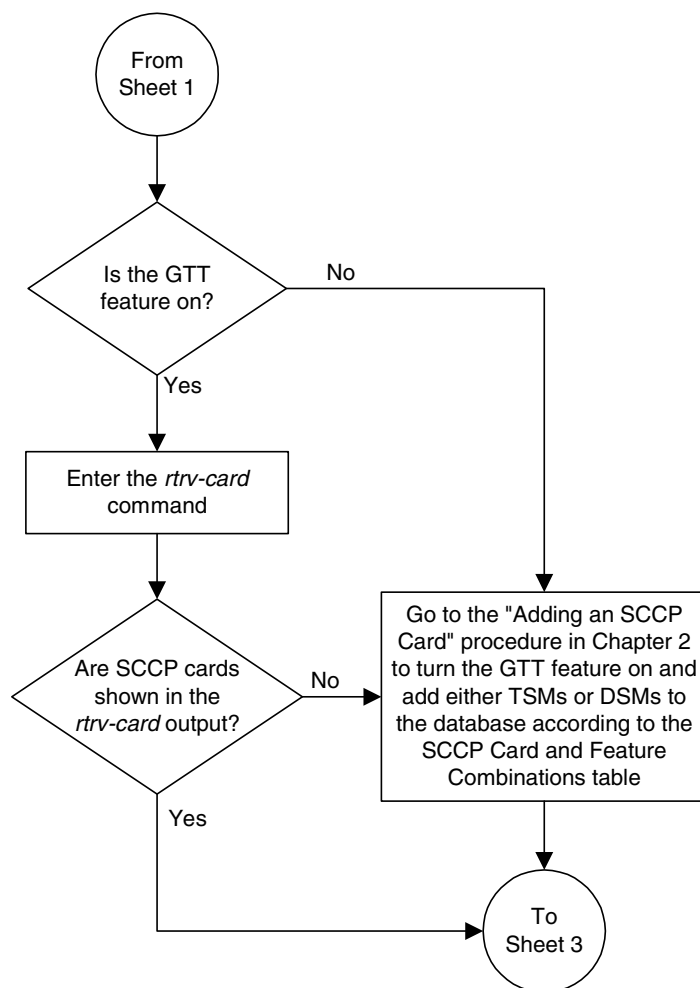 From
Sheet 1
Is the GTT
feature on?
No
Yes
Enter the rtrv-card
command
Are SCCP cards
shown in the
rtrv-card output?
No
Go to the "Adding an SCCP
Card" procedure in Chapter 2
to turn the GTT feature on and
add either TSMs or DSMs to
the database according to the
SCCP Card and Feature
Combinations table
Yes
To
Sheet 3